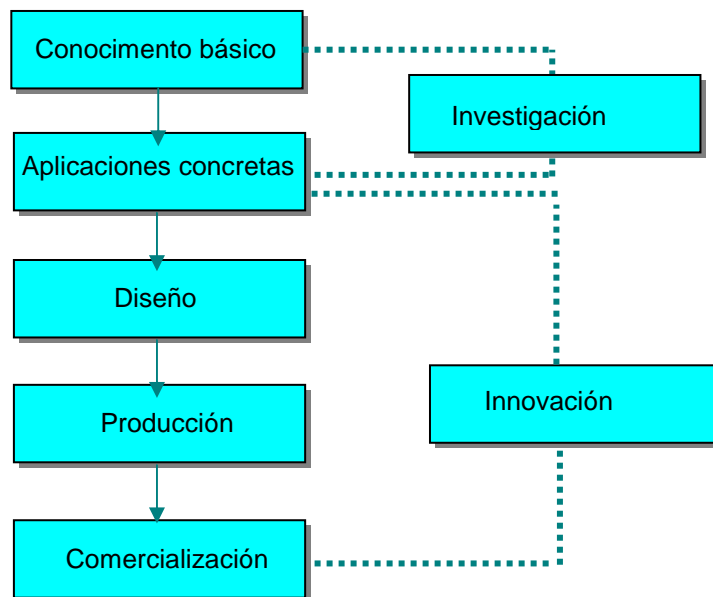 Conocimento básico
Investigación
Aplicaciones concretas
Diseño
Innovación
Producción
Comercialización